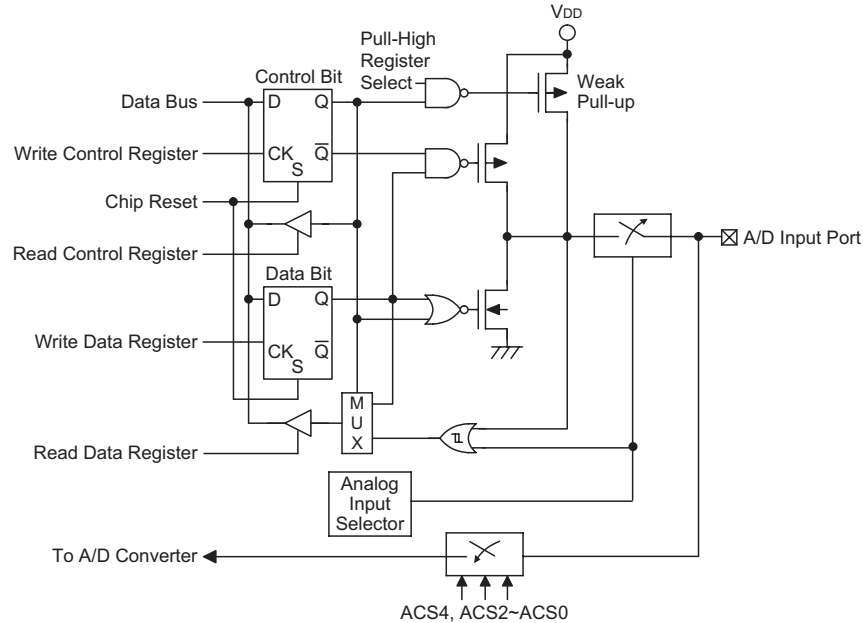 VDD
Pull-High
Register
Select
Control Bit
Weak
Pull-up
Data Bus
D
Q
Write Control Register
CK
Q
S
Chip Reset
Read Control Register
A/D Input Port
Data Bit
D
Q
Write Data Register
CK
Q
S
M
U
X
Read Data Register
Analog
Input
Selector
To A/D Converter
ACS4, ACS2~ACS0